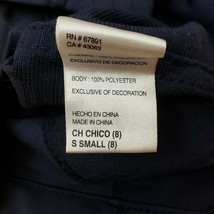 RN # 67891
CA # 43069
EXCLUSIVO DE DECORACION
BODY : 100% POLYESTER
EXCLUSIVE OF DECORATION
HECHO EN CHINA
MADE IN CHINA
CH CHICO (8)
S SMALL (8)